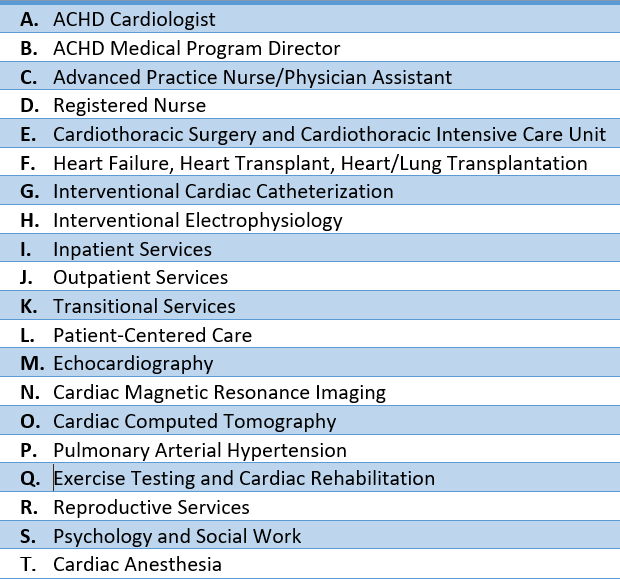 A. ACHD Cardiologist
B. ACHD Medical Program Director
C. Advanced Practice Nurse/Physician Assistant
D. Registered Nurse
E. Cardiothoracic Surgery and Cardiothoracic Intensive Care Unit
F. Heart Failure, Heart Transplant, Heart/Lung Transplantation
G. Interventional Cardiac Catheterization
H. Interventional Electrophysiology
I. Inpatient Services
J. Outpatient Services
K. Transitional Services
L. Patient-Centered Care
M. Echocardiography
N. Cardiac Magnetic Resonance Imaging
O. Cardiac Computed Tomography
P. Pulmonary Arterial Hypertension
Q. Exercise Testing and Cardiac Rehabilitation
R. Reproductive Services
S. Psychology and Social Work
T. Cardiac Anesthesia